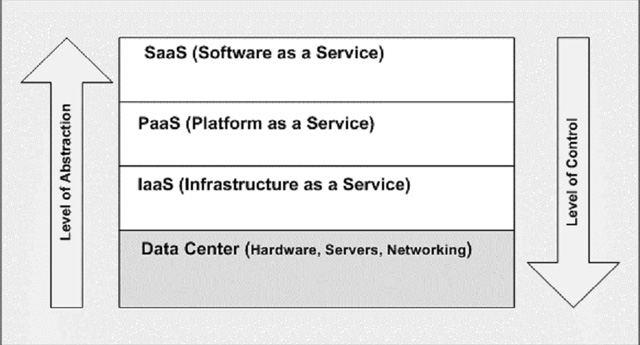 SaaS (Software as a Service)
PaaS (Platform as a Service)
IaaS (Infrastructure as a Service)
Data Center (Hardware, Servers, Networking)
Level of Abstraction
Level of Control